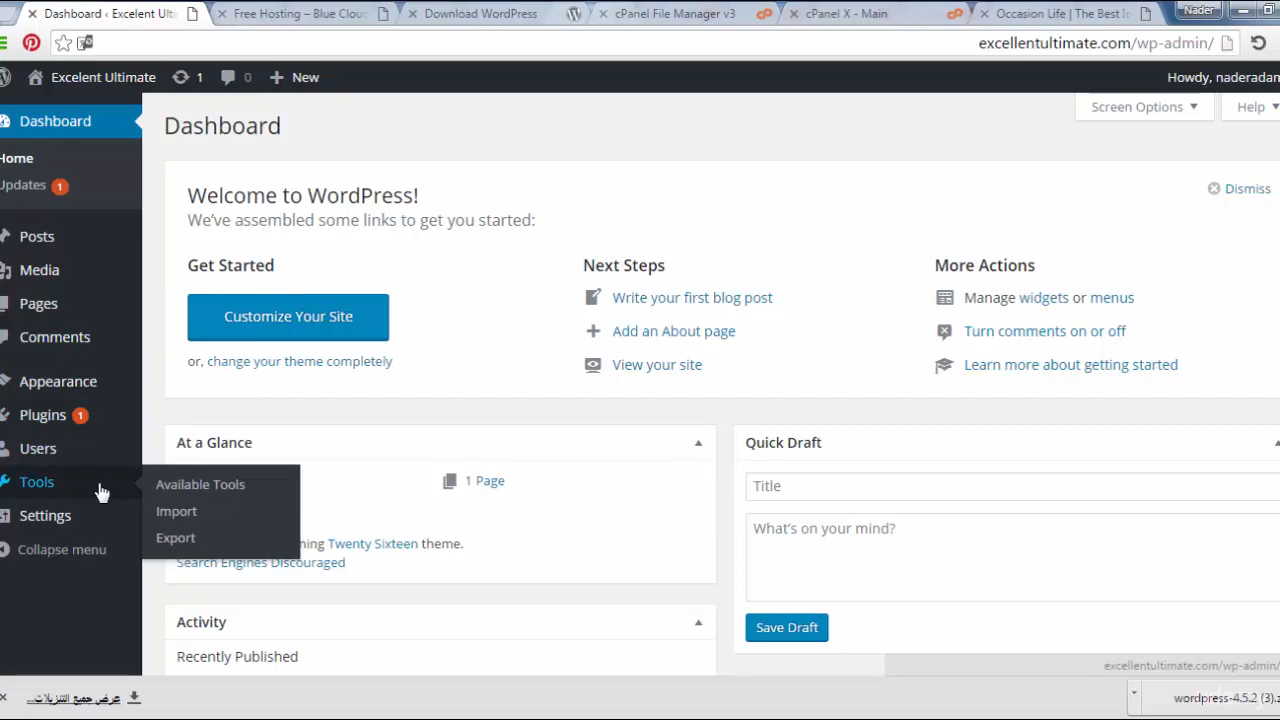 Dashboard ‹ Excelent Ulti
Free Hosting – Blue Clou
Download WordPress
cPanel File Manager v3
cPanel X - Main
Occasion Life | The Best I
Nader
excellentultimate.com/wp-admin/
Excelent Ultimate
1
0
New
Howdy, naderadan
Dashboard
Home
Updates 1
Posts
Media
Pages
Comments
Appearance
Plugins 1
Users
Tools
Settings
Collapse menu
Available Tools
Import
Export
Screen Options
Help
Dashboard
Welcome to WordPress!
We've assembled some links to get you started:
Dismiss
Get Started
Customize Your Site
or, change your theme completely
Next Steps
Write your first blog post
Add an About page
View your site
More Actions
Manage widgets or menus
Turn comments on or off
Learn more about getting started
At a Glance
1 Page
ning Twenty Sixteen theme.
Search Engines Discouraged
Activity
Recently Published
Quick Draft
Title
What's on your mind?
Save Draft
excellentultimate.com/wp-admin/
عرض جميع التنزيلات...
wordpress-4.5.2 (3).z